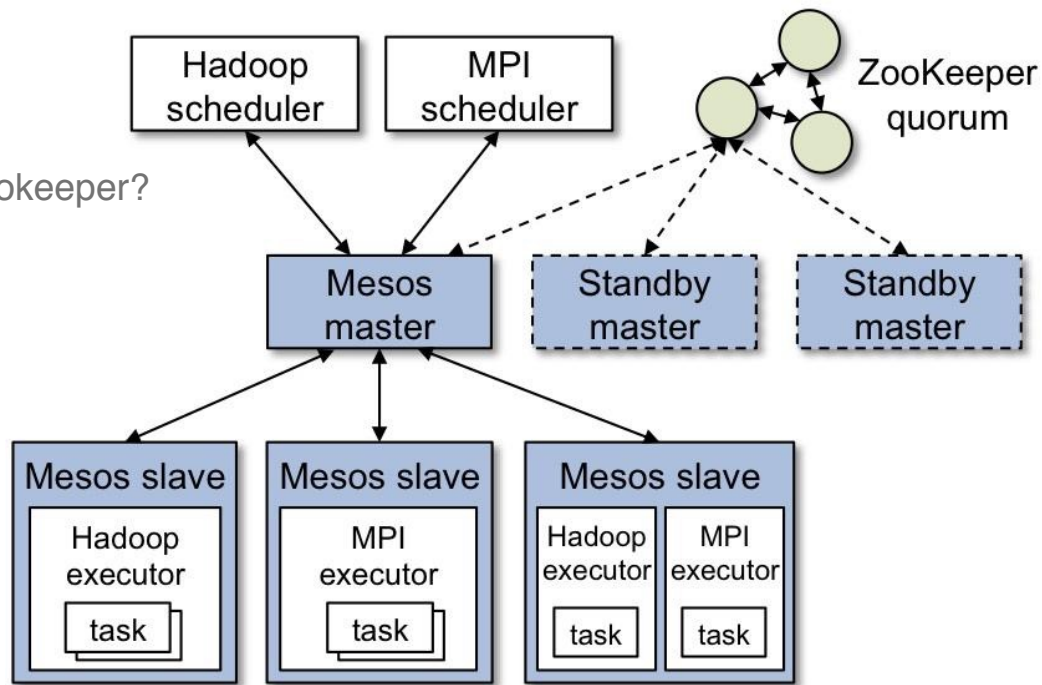 Hadoop
scheduler
MPI
scheduler
ZooKeeper
quorum
okeeper?
Mesos
master
Standby
master
Standby
master
Mesos slave
Hadoop
executor
task
Mesos slave
MPI
executor
task
Mesos slave
Hadoop
executor
task
MPI
executor
task